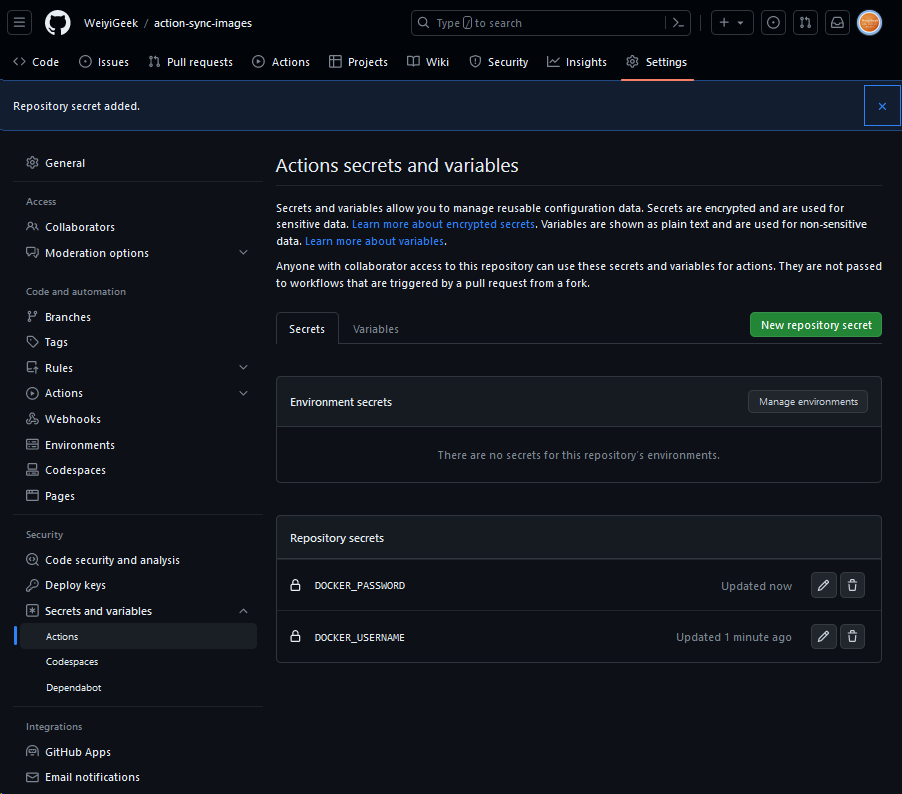 WeiyiGeek / action-sync-images
Type / to search
Code
Issues
Pull requests
Actions
Projects
Wiki
Security
Insights
Settings
Repository secret added.
General
Access
Collaborators
Moderation options
Code and automation
Branches
Tags
Rules
Actions
Webhooks
Environments
Codespaces
Pages
Security
Code security and analysis
Deploy keys
Secrets and variables
Actions
Codespaces
Dependabot
Integrations
GitHub Apps
Email notifications
Actions secrets and variables
Secrets and variables allow you to manage reusable configuration data. Secrets are encrypted and are used for
sensitive data. Learn more about encrypted secrets. Variables are shown as plain text and are used for non-sensitive
data. Learn more about variables.
Anyone with collaborator access to this repository can use these secrets and variables for actions. They are not passed
to workflows that are triggered by a pull request from a fork.
Secrets
Variables
New repository secret
Environment secrets
Manage environments
There are no secrets for this repository's environments.
Repository secrets
DOCKER_PASSWORD
Updated now
DOCKER_USERNAME
Updated 1 minute ago